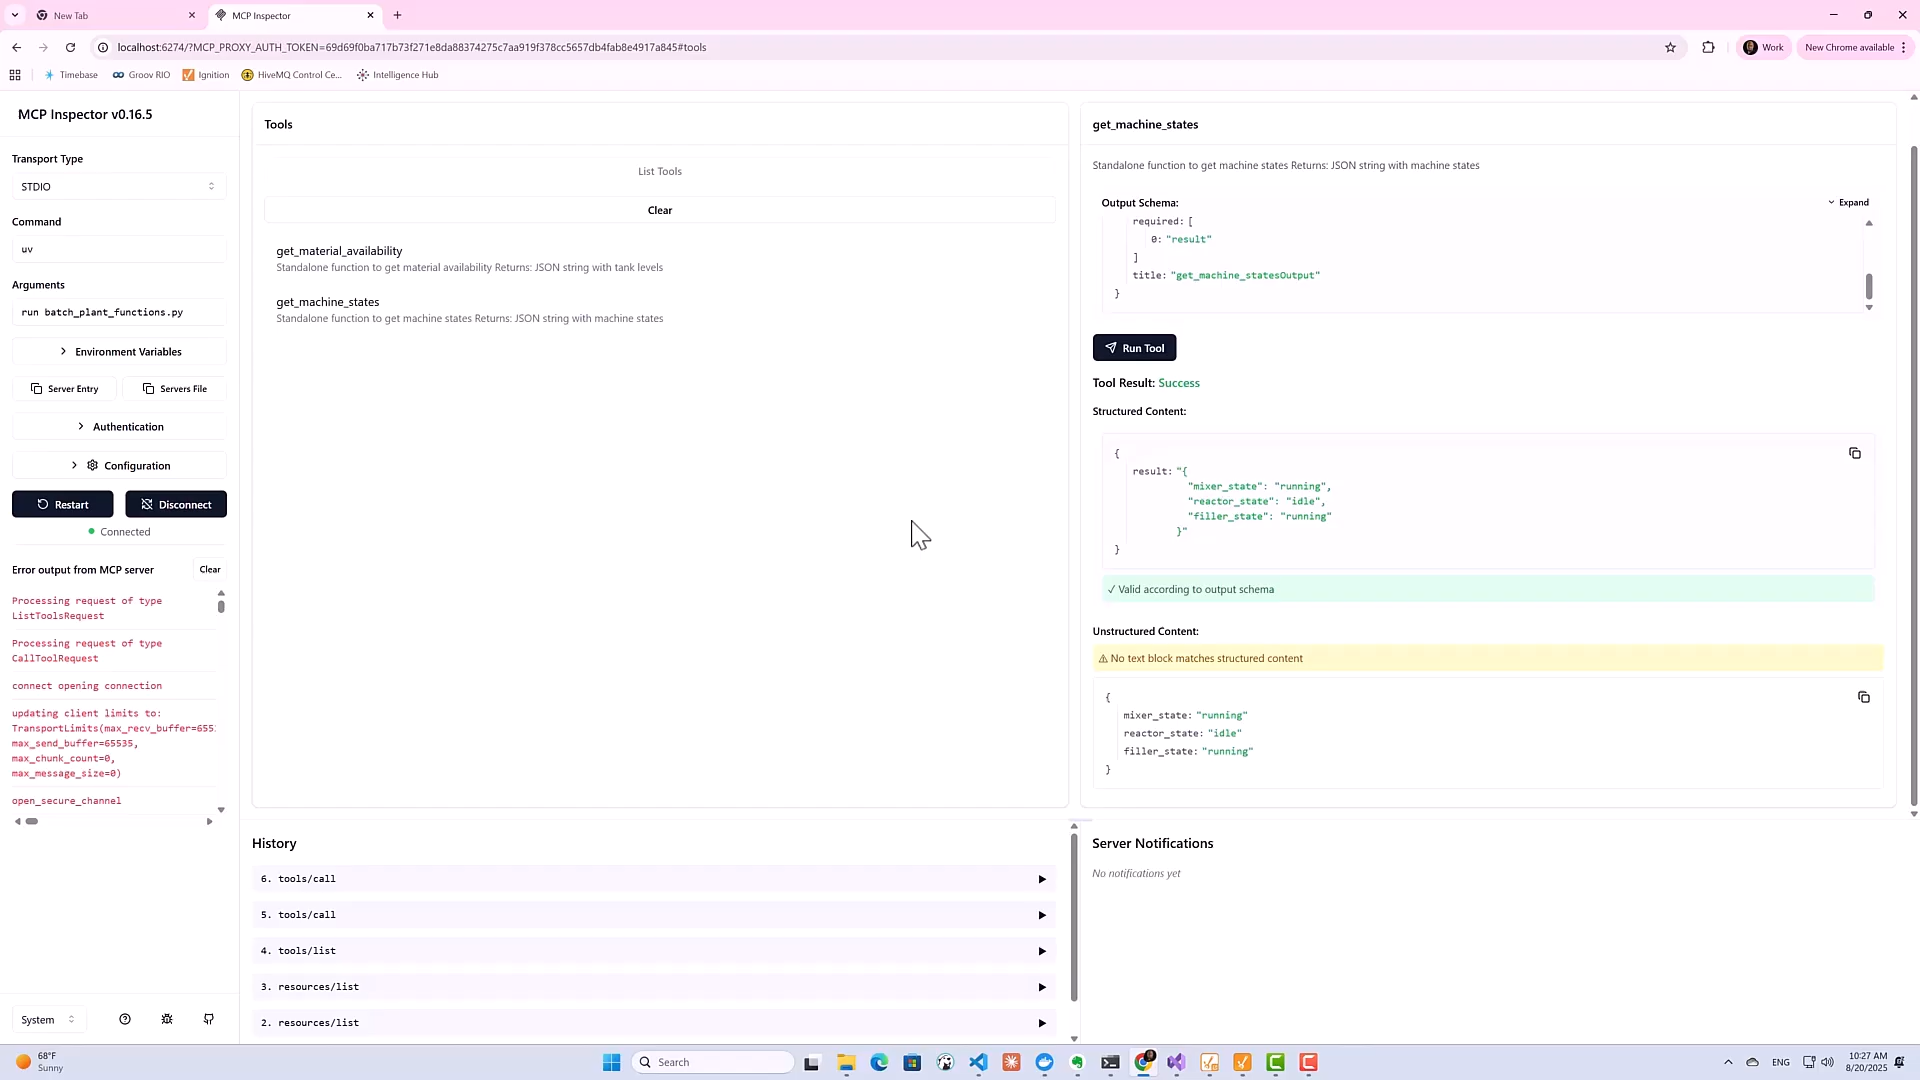 New Tab
MCP Inspector
localhost:6274/?MCP_PROXY_AUTH_TOKEN=69d69f0ba717b73f271e8da88374275c7aa919f378cc5657db4fab8e4917a845#tools
Work
New Chrome available
Timebase
Groov RIO
Ignition
HiveMQ Control Ce...
Intelligence Hub
MCP Inspector v0.16.5
Transport Type
STDIO
Command
uv
Arguments
run batch_plant_functions.py
Environment Variables
Server Entry
Servers File
Authentication
Configuration
Restart
Disconnect
Connected
Error output from MCP server
Clear
Processing request of type
ListToolsRequest
Processing request of type
CallToolRequest
connect opening connection
updating client limits to:
TransportLimits(max_recv_buffer=655
max_send_buffer=65535,
max_chunk_count=0,
max_message_size=0)
open_secure_channel
System
Tools
List Tools
Clear
get_material_availability
Standalone function to get material availability Returns: JSON string with tank levels
get_machine_states
Standalone function to get machine states Returns: JSON string with machine states
get_machine_states
Standalone function to get machine states Returns: JSON string with machine states
Output Schema:
Expand
required: [
0: "result"
]
title: "get_machine_statesOutput"
}
Run Tool
Tool Result: Success
Structured Content:
{
result: "{
"mixer_state": "running",
"reactor_state": "idle",
"filler_state": "running"
}"
}
✓ Valid according to output schema
Unstructured Content:
⚠ No text block matches structured content
{
mixer_state: "running"
reactor_state: "idle"
filler_state: "running"
}
History
6. tools/call
5. tools/call
4. tools/list
3. resources/list
2. resources/list
Server Notifications
No notifications yet
68°F
Sunny
Search
ENG
10:27 AM
8/20/2025